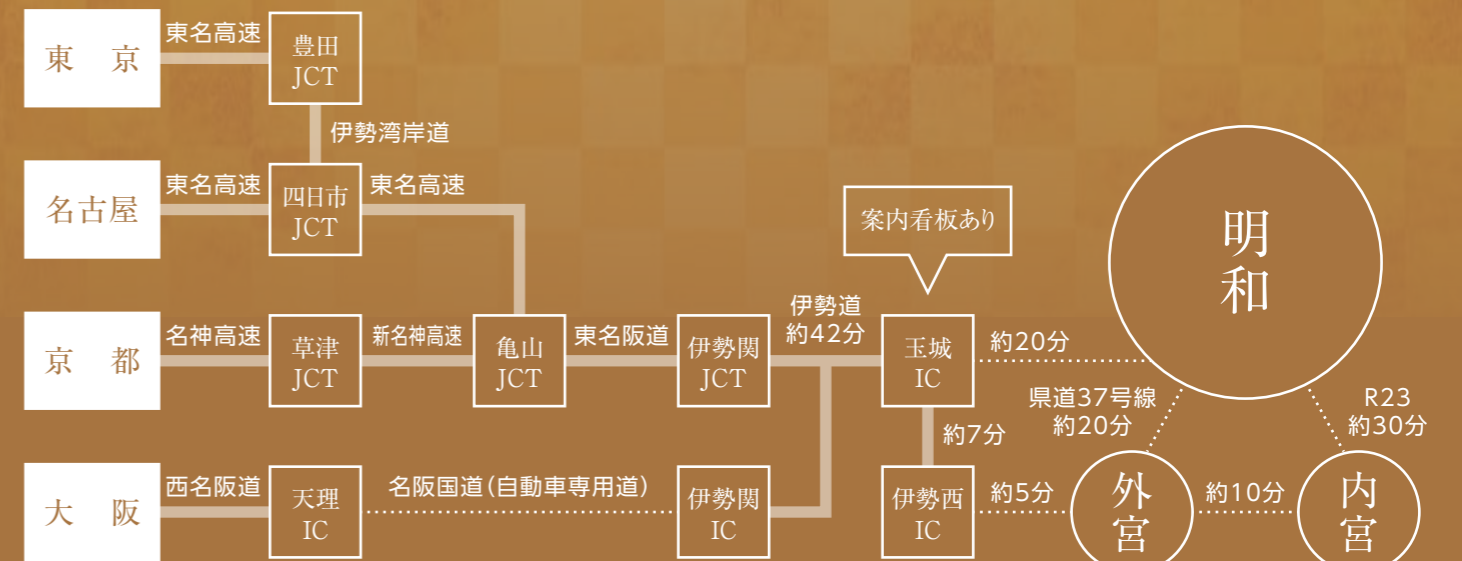 東京
東名高速
豊田
JCT
伊勢湾岸道
名古屋
東名高速
四日市
JCT
東名高速
案内看板あり
明和
京都
名神高速
草津
JCT
新名神高速
亀山
JCT
東名阪道
伊勢関
JCT
伊勢道
約42分
玉城
IC
約20分
県道37号線
約20分
R23
約30分
約7分
大阪
西名阪道
天理
IC
名阪国道(自動車専用道)
伊勢関
IC
伊勢西
IC
約5分
外宮
約10分
内宮